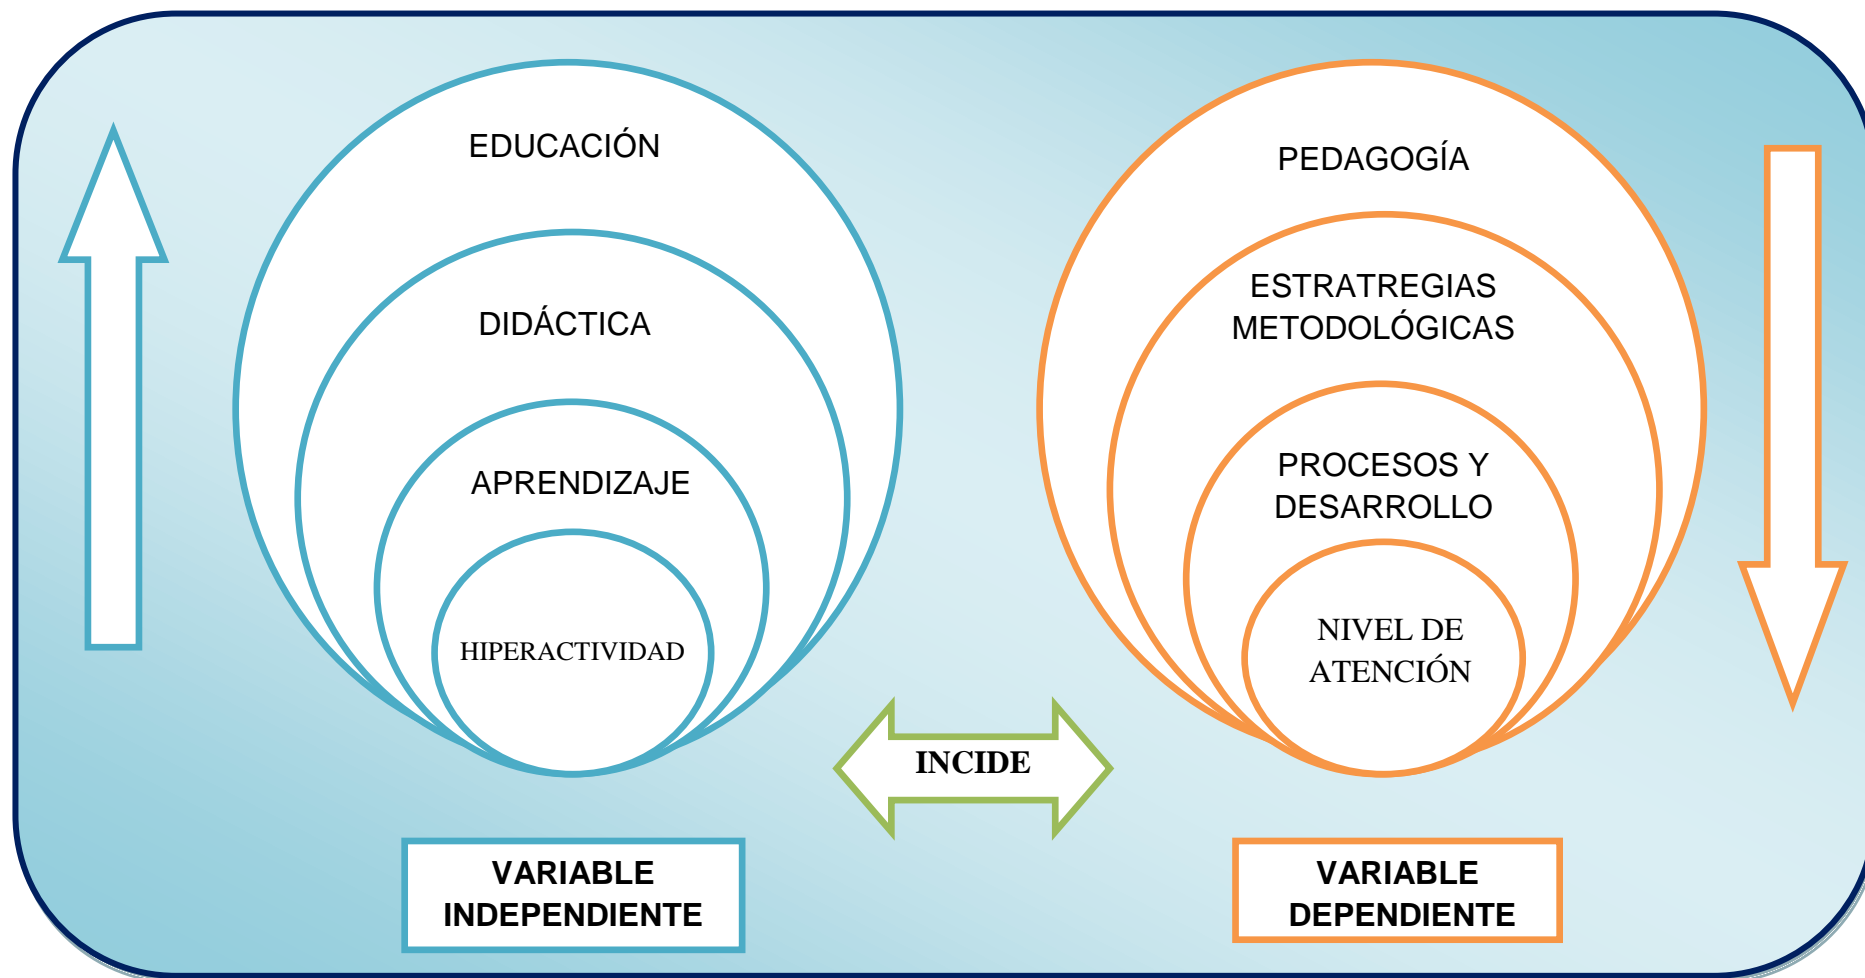 EDUCACIÓN
DIDÁCTICA
APRENDIZAJE
HIPERACTIVIDAD
PEDAGOGÍA
ESTRATREGIAS
METODOLÓGICAS
PROCESOS Y
DESARROLLO
NIVEL DE
ATENCIÓN
INCIDE
VARIABLE
INDEPENDIENTE
VARIABLE
DEPENDIENTE